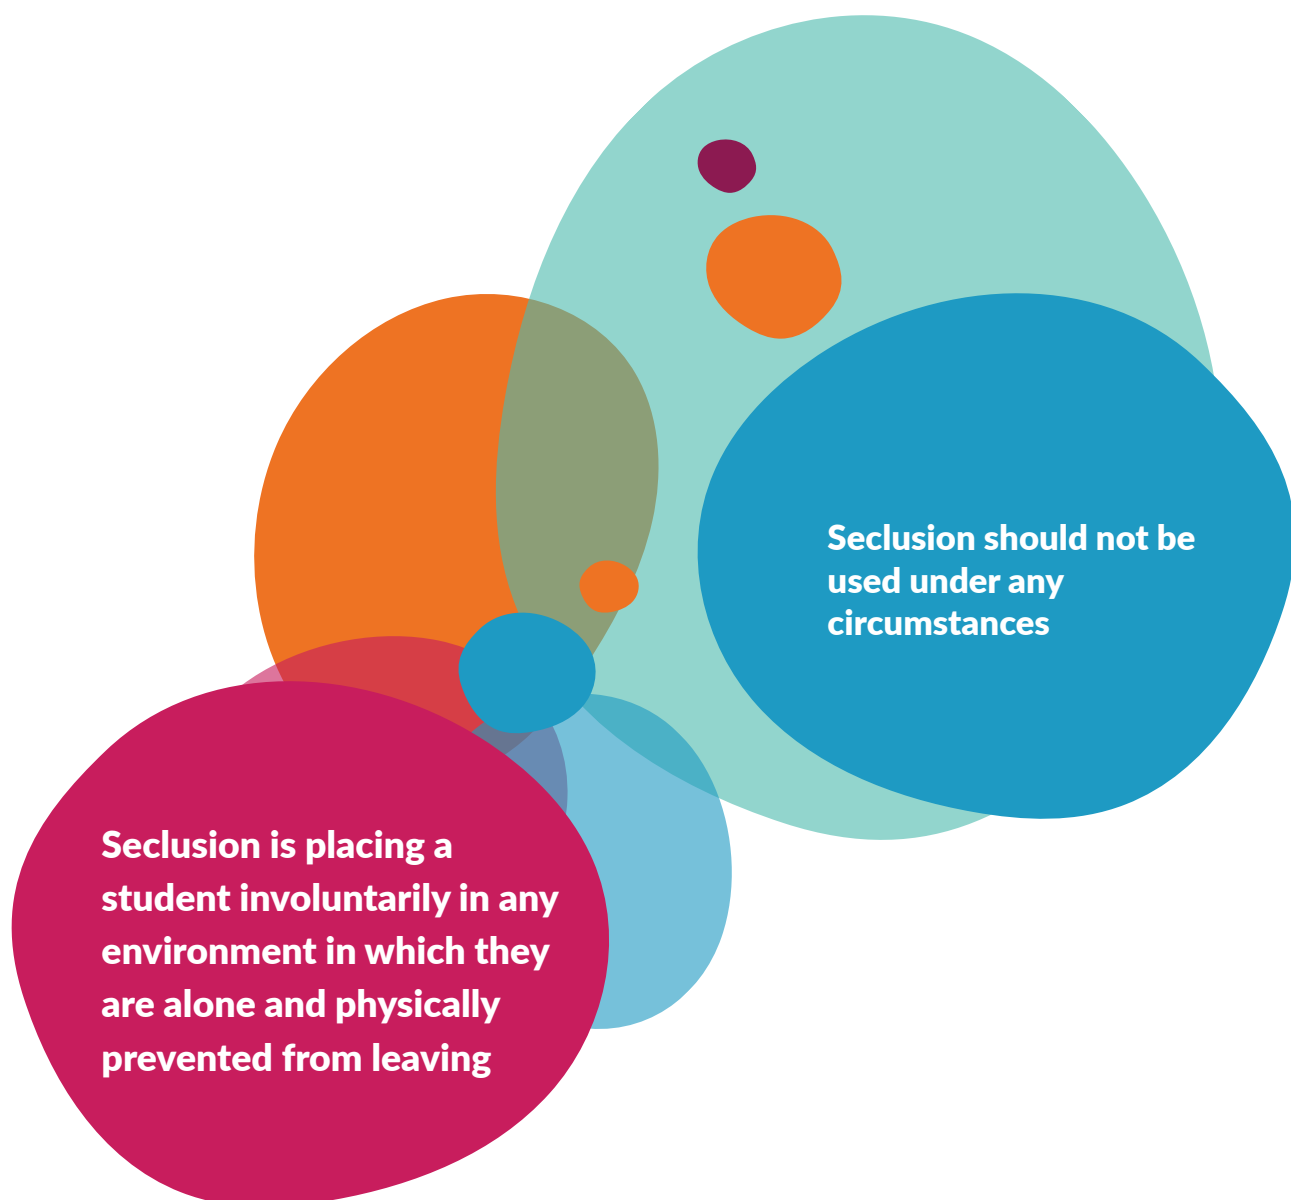 Seclusion should not be
used under any
circumstances
Seclusion is placing a
student involuntarily in any
environment in which they
are alone and physically
prevented from leaving